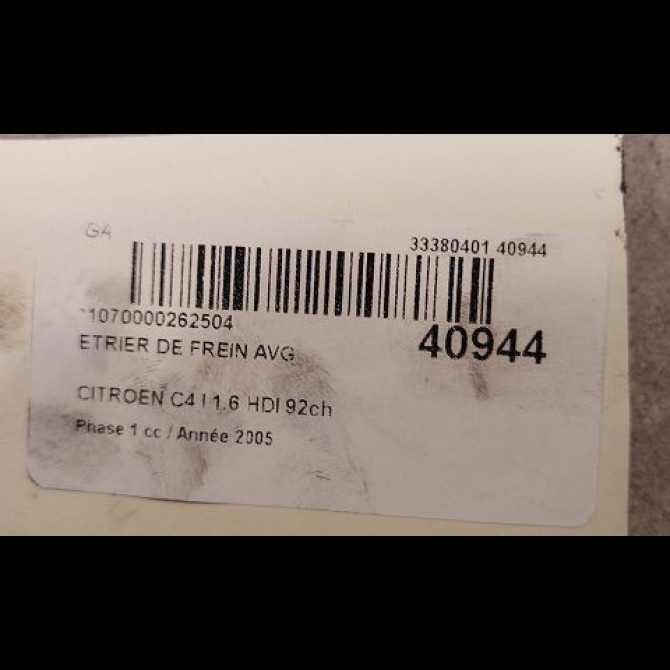 GA
33380401 40944
*1070000262504
40944
ETRIER DE FREIN AVG
CITROEN C4 I 1.6 HDI 92ch
Phase 1 cc / Année 2005